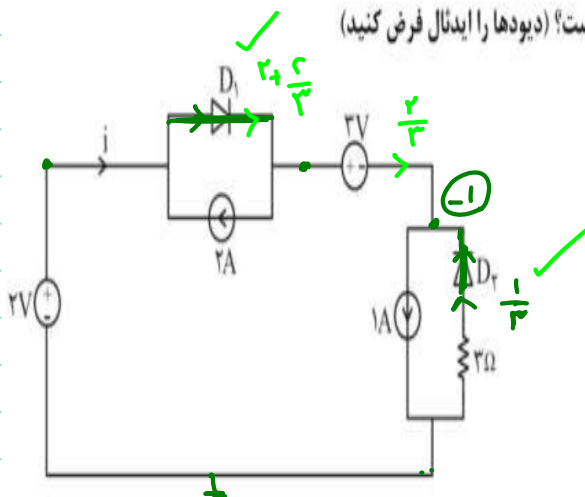 ست؟ (دیودها را ایدئال فرض کنید)
D۱
۲+۲/۳
i
۳V
۲/۳
-۱
۲A
۲V
۱A
D۲
۱/۳
۳Ω